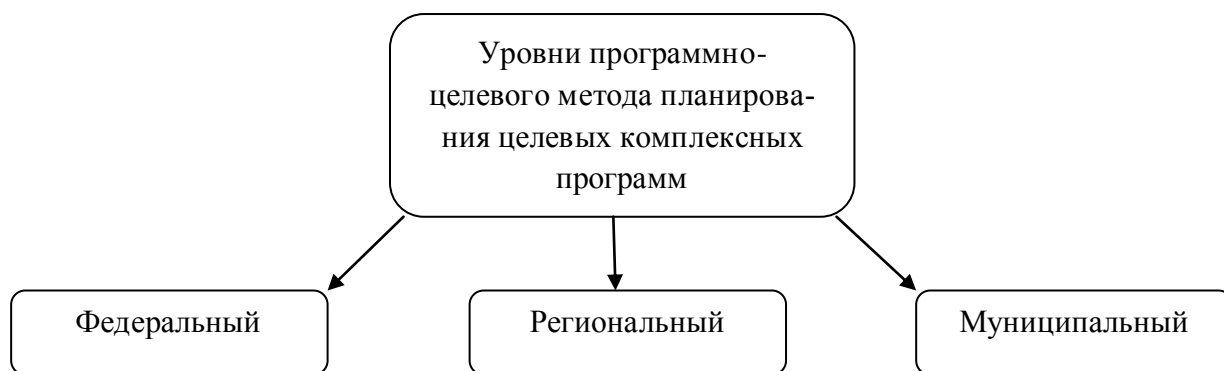 Уровни программно-
целевого метода планирова-
ния целевых комплексных
программ
Федеральный
Региональный
Муниципальный